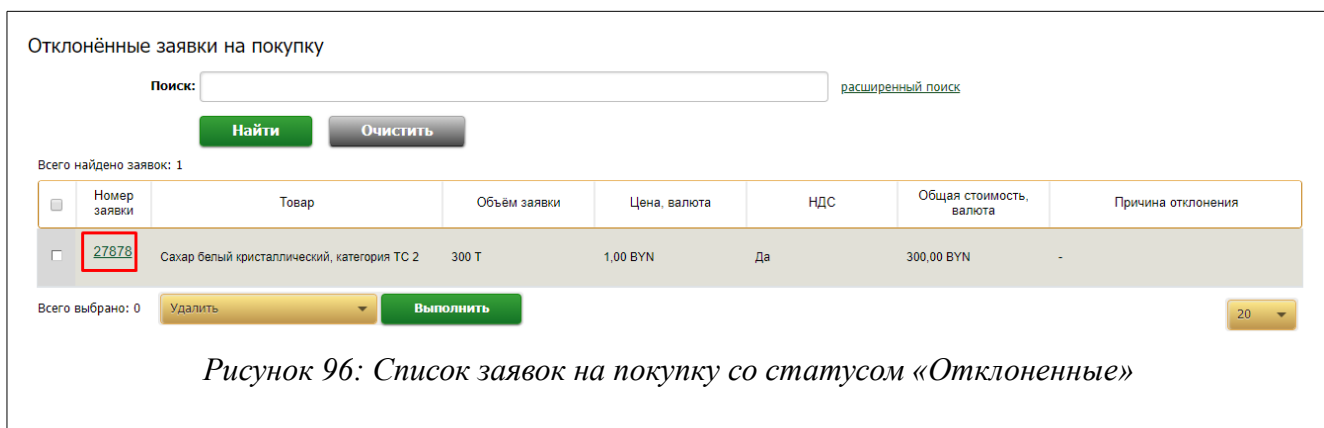 Отклонённые заявки на покупку
Поиск: расширенный поиск
Найти Очистить
Всего найдено заявок: 1
Номер заявки Товар Объём заявки Цена, валюта НДС Общая стоимость, валюта Причина отклонения
27878 Сахар белый кристаллический, категория ТС 2 300 Т 1,00 BYN Да 300,00 BYN -
Всего выбрано: 0 Удалить Выполнить 20
Рисунок 96: Список заявок на покупку со статусом «Отклоненные»